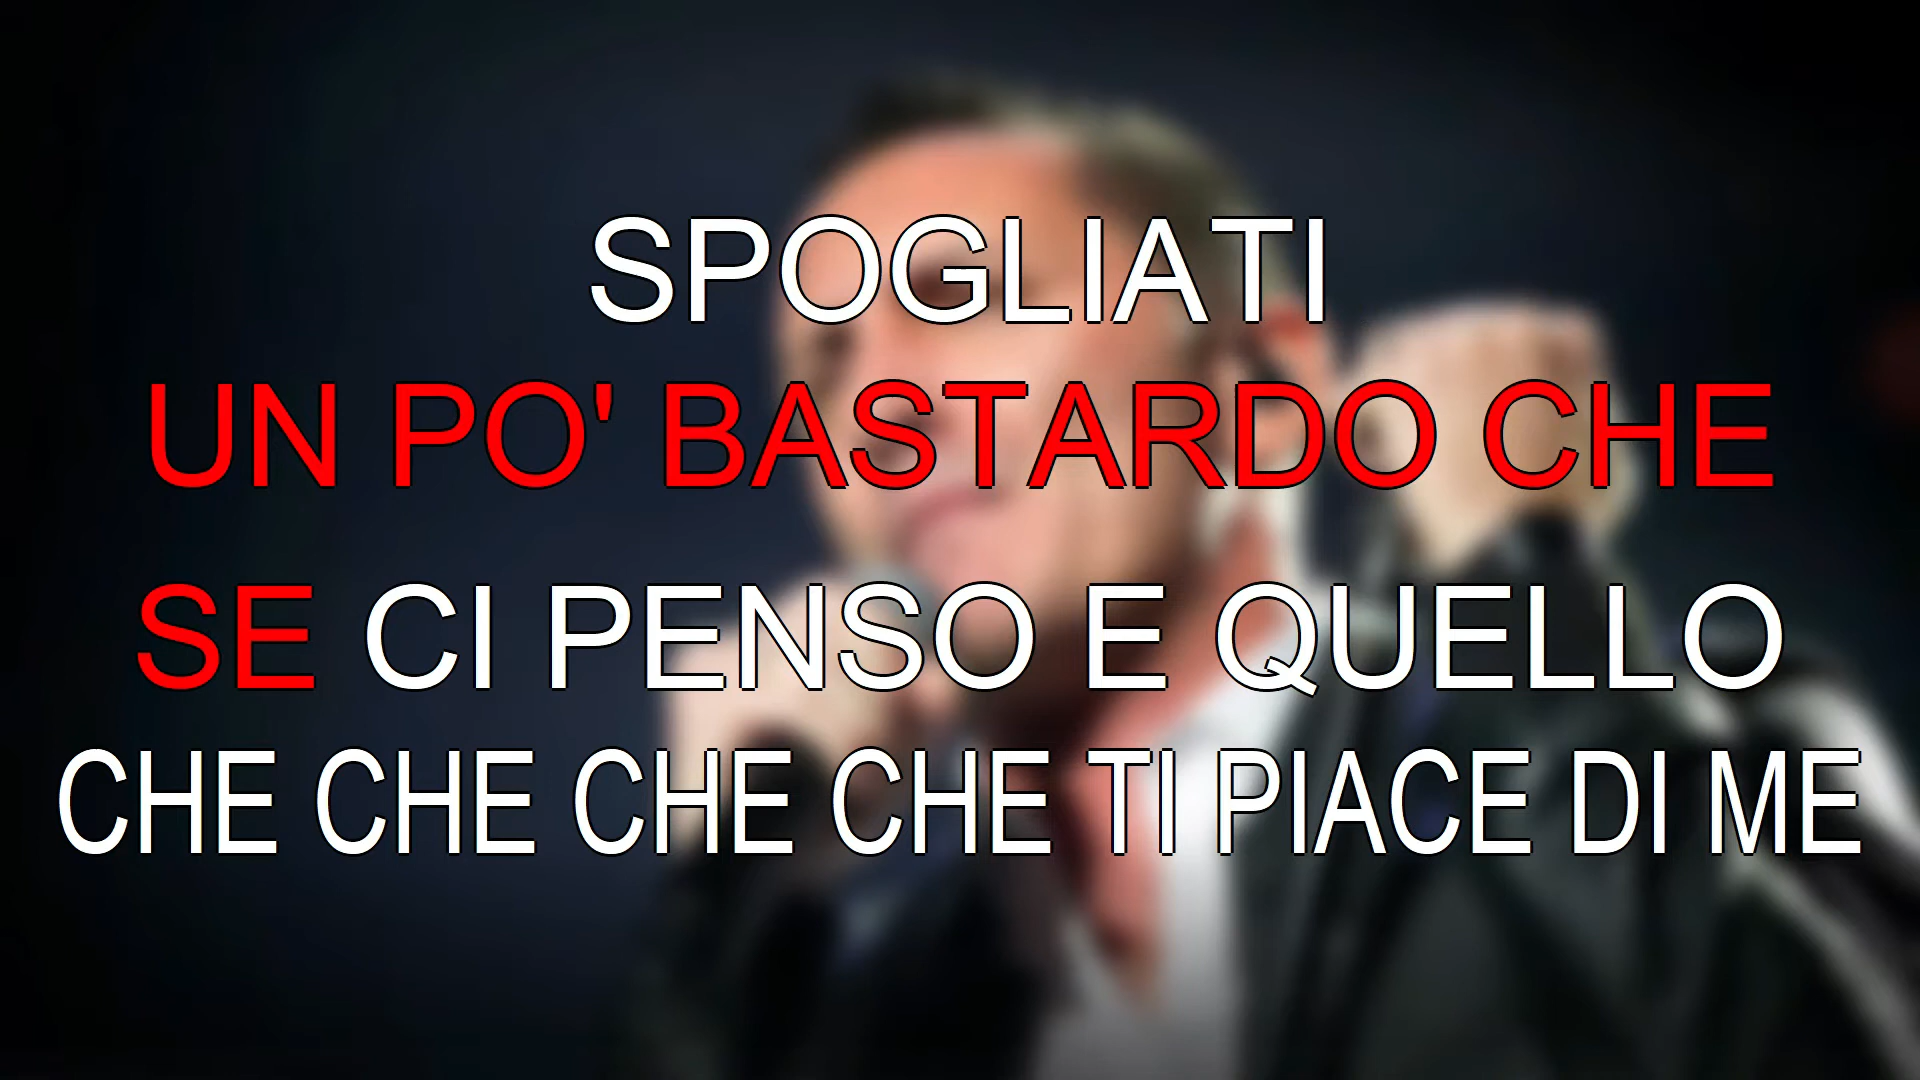 SPOGLIATI
UN PO' BASTARDO CHE
SE CI PENSO E QUELLO
CHE CHE CHE CHE TI PIACE DI ME